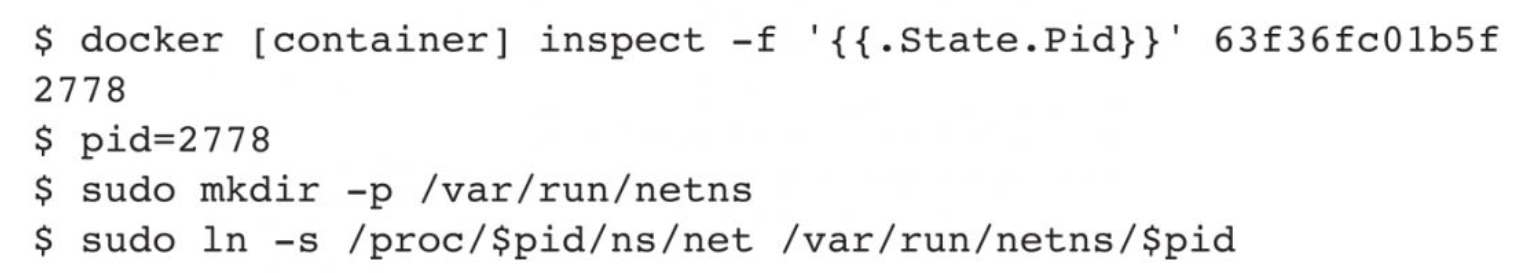 $ docker [container] inspect -f '{{.State.Pid}}' 63f36fc01b5f
2778
$ pid=2778
$ sudo mkdir -p /var/run/netns
$ sudo ln -s /proc/$pid/ns/net /var/run/netns/$pid